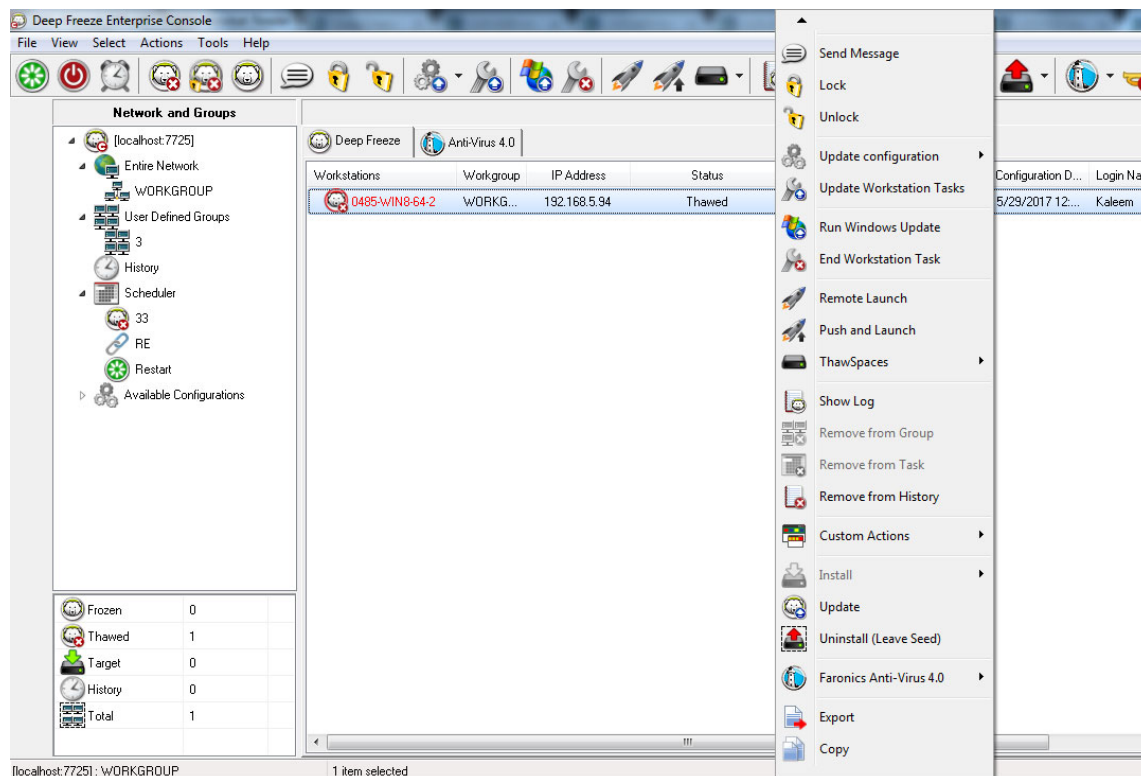 Deep Freeze Enterprise Console
File View Select Actions Tools Help
Network and Groups
[localhost:7725]
Entire Network
WORKGROUP
User Defined Groups
3
History
Scheduler
33
RE
Restart
Available Configurations
Frozen 0
Thawed 1
Target 0
History 0
Total 1
Deep Freeze Anti-Virus 4.0
Workstations Workgroup IP Address Status Configuration D... Login Na
0485-WIN8-64-2 WORKG... 192.168.5.94 Thawed 5/29/2017 12:... Kaleem
Send Message
Lock
Unlock
Update configuration
Update Workstation Tasks
Run Windows Update
End Workstation Task
Remote Launch
Push and Launch
ThawSpaces
Show Log
Remove from Group
Remove from Task
Remove from History
Custom Actions
Install
Update
Uninstall (Leave Seed)
Faronics Anti-Virus 4.0
Export
Copy
[localhost:7725] : WORKGROUP 1 item selected